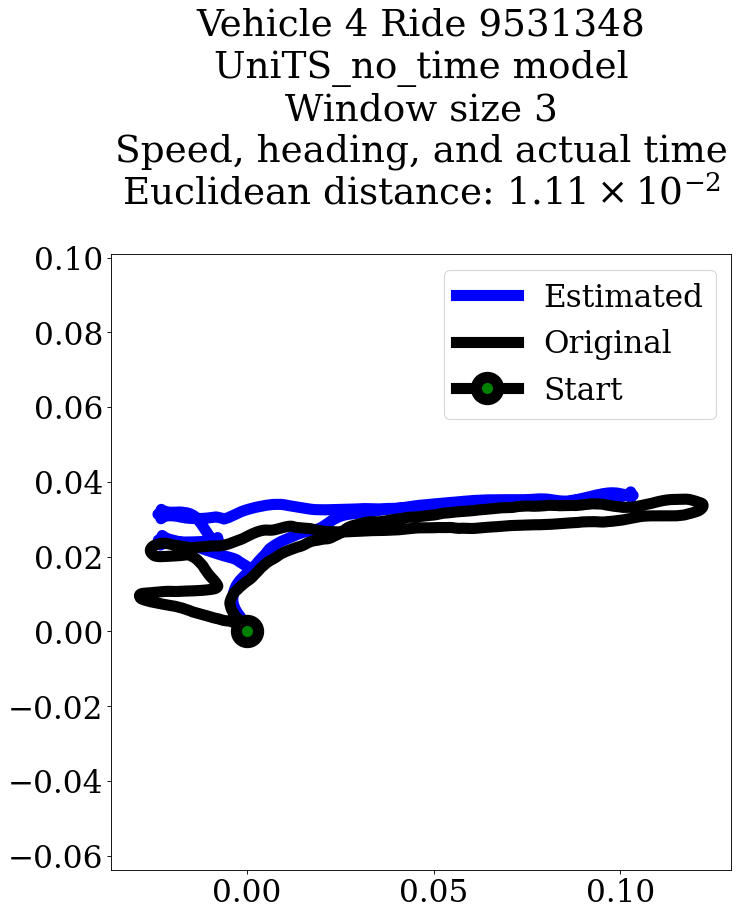 Vehicle 4 Ride 9531348
UniTS_no_time model
Window size 3
Speed, heading, and actual time
Euclidean distance: 1.11 × 10⁻²
Estimated
Original
Start
0.10
0.08
0.06
0.04
0.02
0.00
−0.02
−0.04
−0.06
0.00 0.05 0.10